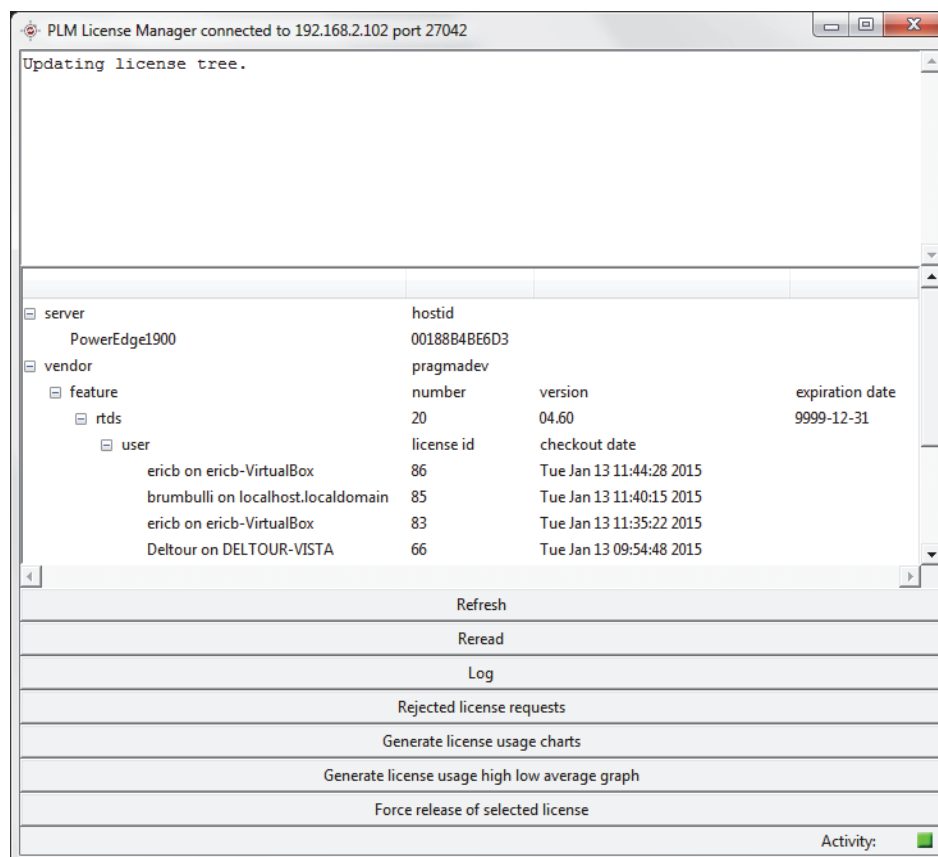 PLM License Manager connected to 192.168.2.102 port 27042
Updating license tree.
server hostid
PowerEdge1900 00188B4BE6D3
vendor pragmadev
feature number version expiration date
rtds 20 04.60 9999-12-31
user license id checkout date
ericb on ericb-VirtualBox 86 Tue Jan 13 11:44:28 2015
brumbulli on localhost.localdomain 85 Tue Jan 13 11:40:15 2015
ericb on ericb-VirtualBox 83 Tue Jan 13 11:35:22 2015
Deltour on DELTOUR-VISTA 66 Tue Jan 13 09:54:48 2015
Refresh
Reread
Log
Rejected license requests
Generate license usage charts
Generate license usage high low average graph
Force release of selected license
Activity: